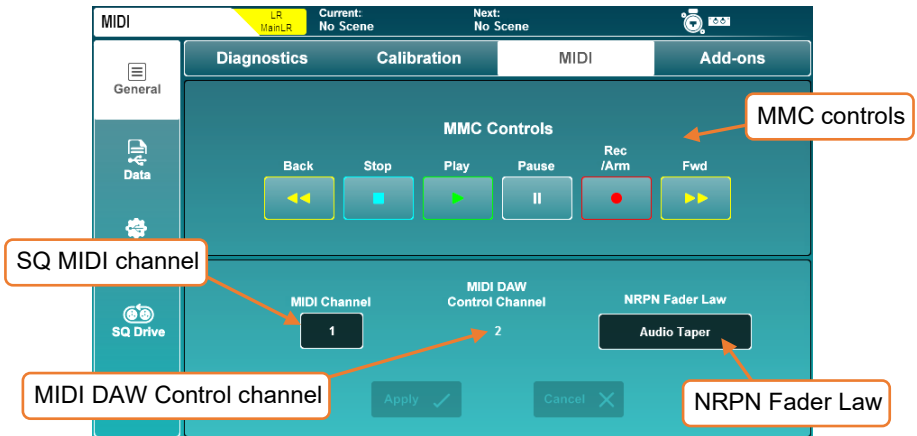 MIDI
LR
MainLR
Current:
No Scene
Next:
No Scene
General
Data
SQ Drive
Diagnostics
Calibration
MIDI
Add-ons
MMC Controls
MMC controls
Back
Stop
Play
Pause
Rec
/Arm
Fwd
SQ MIDI channel
MIDI Channel
1
MIDI DAW
Control Channel
2
NRPN Fader Law
Audio Taper
MIDI DAW Control channel
Apply
Cancel
NRPN Fader Law